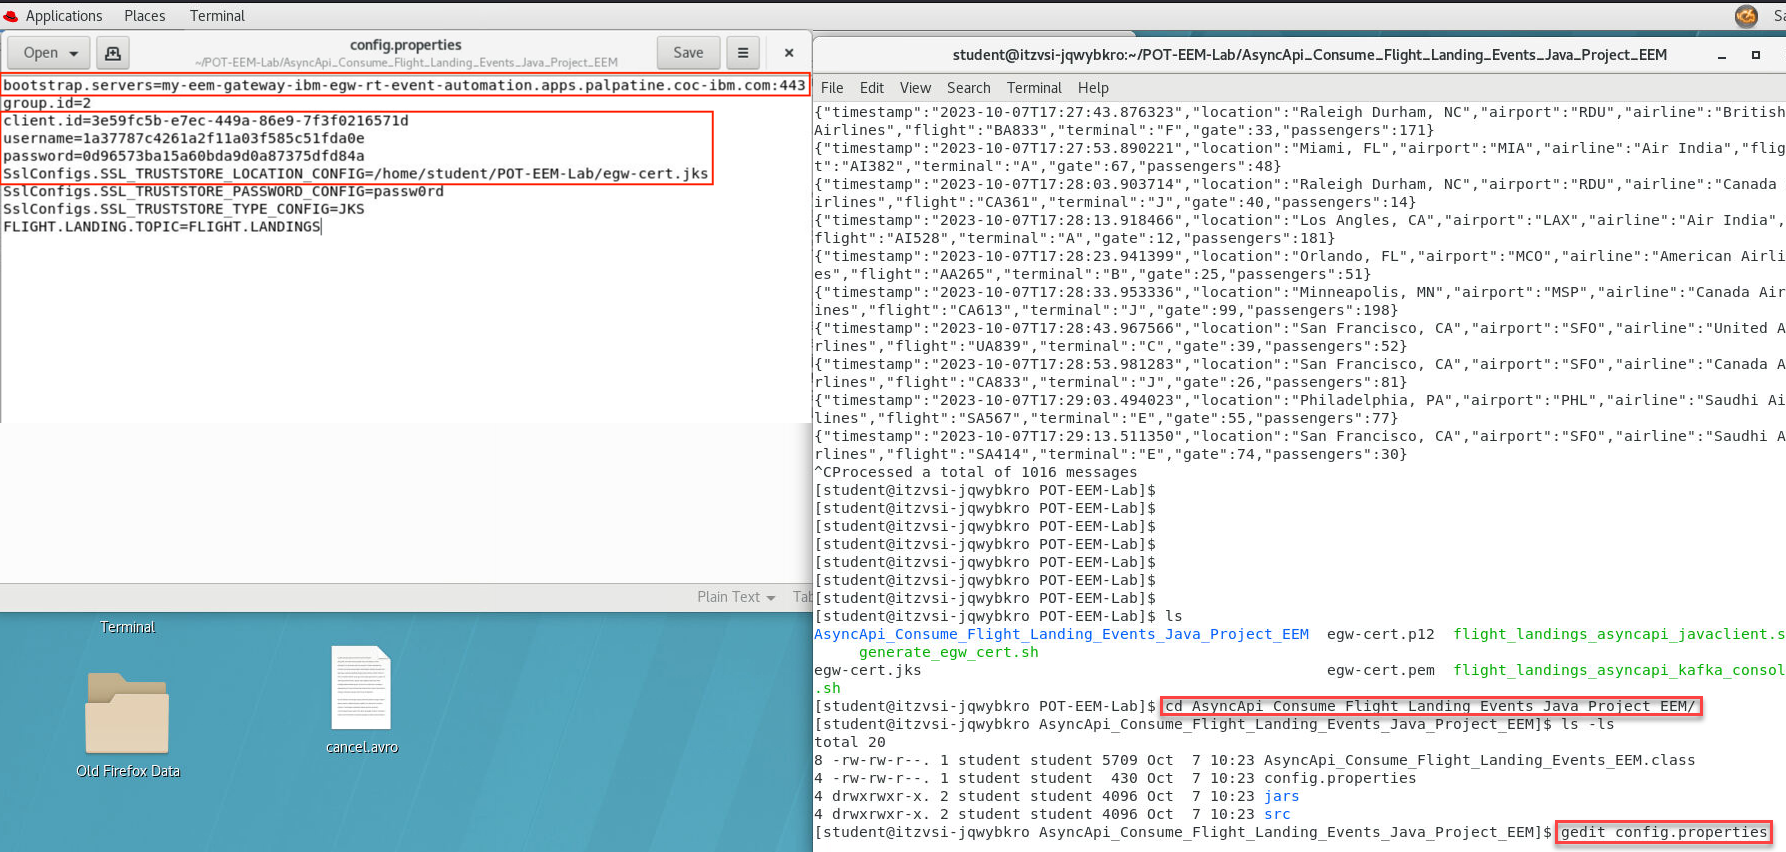 Applications Places Terminal Sa
Open config.properties Save
~/POT-EEM-Lab/AsyncApi_Consume_Flight_Landing_Events_Java_Project_EEM
bootstrap.servers=my-eem-gateway-ibm-egw-rt-event-automation.apps.palpatine.coc-ibm.com:443
group.id=2
client.id=3e59fc5b-e7ec-449a-86e9-7f3f0216571d
username=1a37787c4261a2f11a03f585c51fda0e
password=0d96573ba15a60bda9d0a87375dfd84a
SslConfigs.SSL_TRUSTSTORE_LOCATION_CONFIG=/home/student/POT-EEM-Lab/egw-cert.jks
SslConfigs.SSL_TRUSTSTORE_PASSWORD_CONFIG=passw0rd
SslConfigs.SSL_TRUSTSTORE_TYPE_CONFIG=JKS
FLIGHT.LANDING.TOPIC=FLIGHT.LANDINGS
Plain Text Tab
Terminal
Old Firefox Data
cancel.avro
student@itzvsi-jqwybkro:~/POT-EEM-Lab/AsyncApi_Consume_Flight_Landing_Events_Java_Project_EEM
File Edit View Search Terminal Help
{"timestamp":"2023-10-07T17:27:43.876323","location":"Raleigh Durham, NC","airport":"RDU","airline":"British
Airlines","flight":"BA833","terminal":"F","gate":33,"passengers":171}
{"timestamp":"2023-10-07T17:27:53.890221","location":"Miami, FL","airport":"MIA","airline":"Air India","flig
t":"AI382","terminal":"A","gate":67,"passengers":48}
{"timestamp":"2023-10-07T17:28:03.903714","location":"Raleigh Durham, NC","airport":"RDU","airline":"Canada
irlines","flight":"CA361","terminal":"J","gate":40,"passengers":14}
{"timestamp":"2023-10-07T17:28:13.918466","location":"Los Angles, CA","airport":"LAX","airline":"Air India",
flight":"AI528","terminal":"A","gate":12,"passengers":181}
{"timestamp":"2023-10-07T17:28:23.941399","location":"Orlando, FL","airport":"MCO","airline":"American Airli
es","flight":"AA265","terminal":"B","gate":25,"passengers":51}
{"timestamp":"2023-10-07T17:28:33.953336","location":"Minneapolis, MN","airport":"MSP","airline":"Canada Air
ines","flight":"CA613","terminal":"J","gate":99,"passengers":198}
{"timestamp":"2023-10-07T17:28:43.967566","location":"San Francisco, CA","airport":"SFO","airline":"United A
rlines","flight":"UA839","terminal":"C","gate":39,"passengers":52}
{"timestamp":"2023-10-07T17:28:53.981283","location":"San Francisco, CA","airport":"SFO","airline":"Canada A
rlines","flight":"CA833","terminal":"J","gate":26,"passengers":81}
{"timestamp":"2023-10-07T17:29:03.494023","location":"Philadelphia, PA","airport":"PHL","airline":"Saudhi Ai
lines","flight":"SA567","terminal":"E","gate":55,"passengers":77}
{"timestamp":"2023-10-07T17:29:13.511350","location":"San Francisco, CA","airport":"SFO","airline":"Saudhi A
rlines","flight":"SA414","terminal":"E","gate":74,"passengers":30}
^CProcessed a total of 1016 messages
[student@itzvsi-jqwybkro POT-EEM-Lab]$
[student@itzvsi-jqwybkro POT-EEM-Lab]$
[student@itzvsi-jqwybkro POT-EEM-Lab]$
[student@itzvsi-jqwybkro POT-EEM-Lab]$
[student@itzvsi-jqwybkro POT-EEM-Lab]$
[student@itzvsi-jqwybkro POT-EEM-Lab]$
[student@itzvsi-jqwybkro POT-EEM-Lab]$
[student@itzvsi-jqwybkro POT-EEM-Lab]$ ls
AsyncApi_Consume_Flight_Landing_Events_Java_Project_EEM egw-cert.p12 flight_landings_asyncapi_javaclient.s
generate_egw_cert.sh
egw-cert.jks egw-cert.pem flight_landings_asyncapi_kafka_consol
.sh
[student@itzvsi-jqwybkro POT-EEM-Lab]$ cd AsyncApi_Consume_Flight_Landing_Events_Java_Project_EEM/
[student@itzvsi-jqwybkro AsyncApi_Consume_Flight_Landing_Events_Java_Project_EEM]$ ls -ls
total 20
8 -rw-rw-r--. 1 student student 5709 Oct 7 10:23 AsyncApi_Consume_Flight_Landing_Events_EEM.class
4 -rw-rw-r--. 1 student student 430 Oct 7 10:23 config.properties
4 drwxrwxr-x. 2 student student 4096 Oct 7 10:23 jars
4 drwxrwxr-x. 2 student student 4096 Oct 7 10:23 src
[student@itzvsi-jqwybkro AsyncApi_Consume_Flight_Landing_Events_Java_Project_EEM]$ gedit config.properties